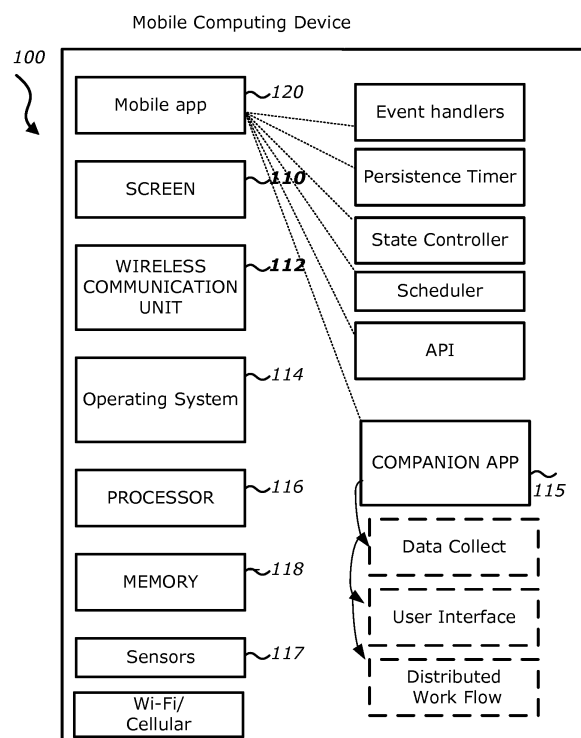 Mobile Computing Device
100
Mobile app
120
SCREEN
110
WIRELESS
COMMUNICATION
UNIT
112
Operating System
114
PROCESSOR
116
MEMORY
118
Sensors
117
Wi-Fi/
Cellular
Event handlers
Persistence Timer
State Controller
Scheduler
API
COMPANION APP
115
Data Collect
User Interface
Distributed
Work Flow